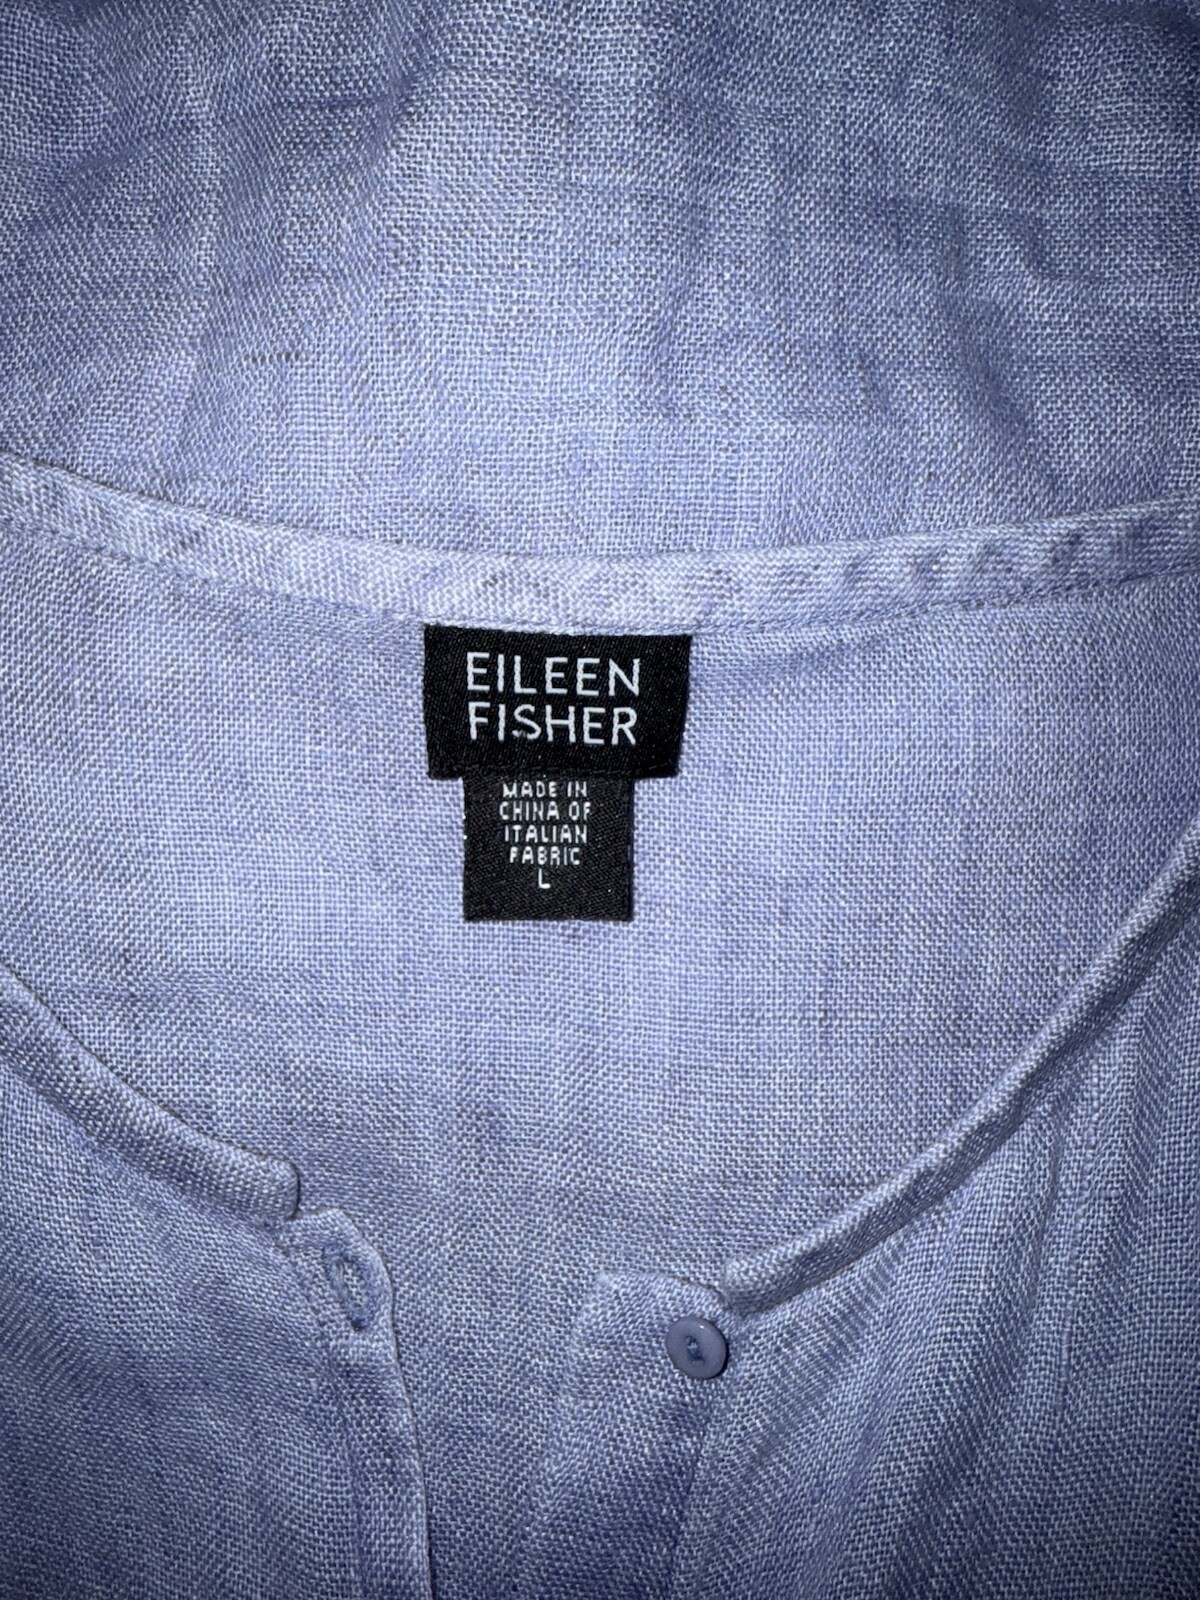 EILEEN
FISHER
MADE IN
CHINA OF
ITALIAN
FABRIC
L